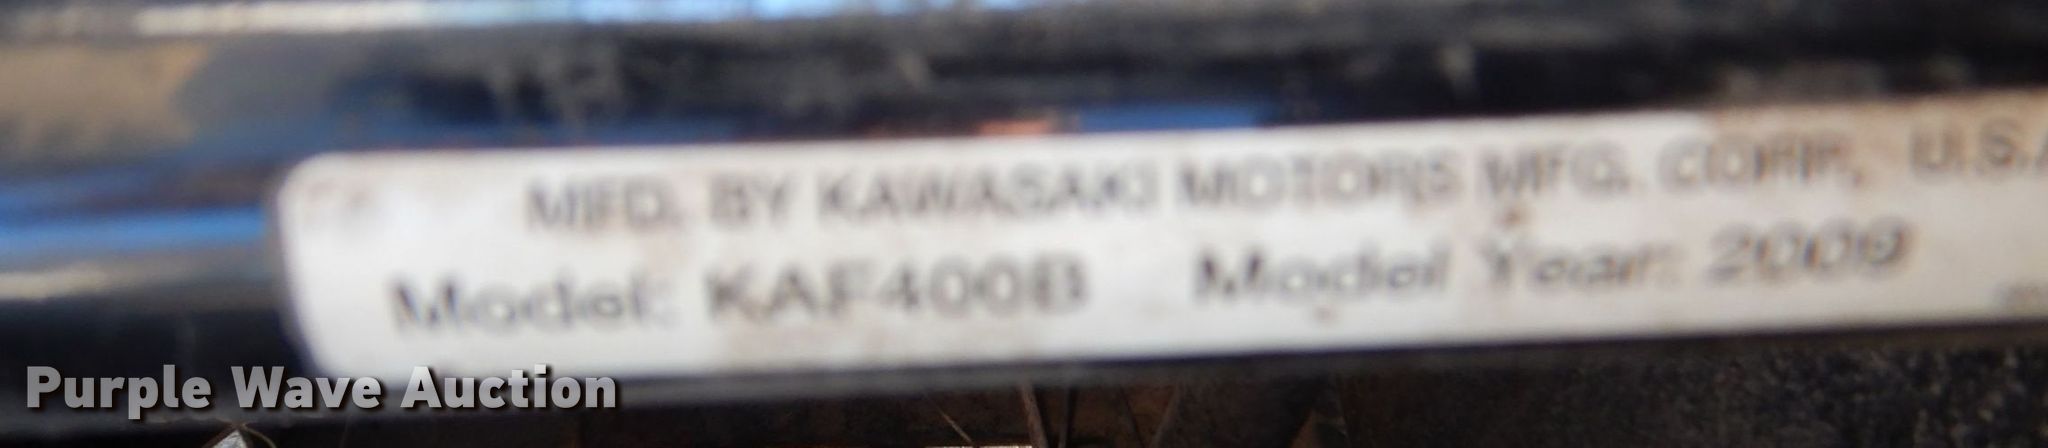 MFD. BY KAWASAKI MOTORS MFG. CORP., U.S.A
Model: KAF400B Model Year: 2009
Purple Wave Auction